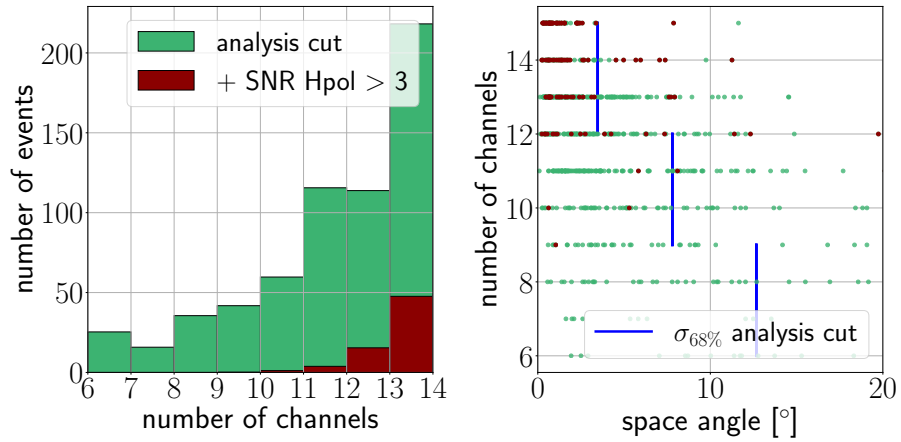 analysis cut
+ SNR Hpol > 3
number of events
200
150
100
50
0
6 7 8 9 10 11 12 13 14
number of channels
number of channels
14
12
10
8
6
σ68% analysis cut
0 10 20
space angle [°]